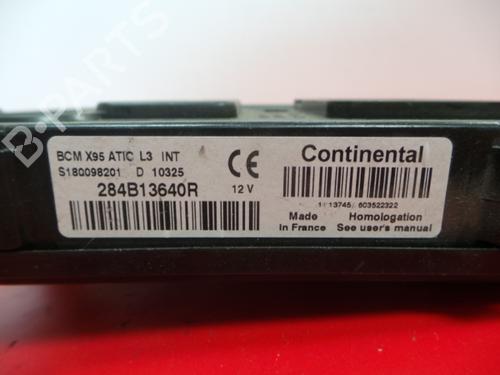 B-PARTS
BCM X95 ATIC L3 INT
S180098201 D 10325
284B13640R 12 V
CE
Continental
603522322
Made in France
Homologation See user's manual